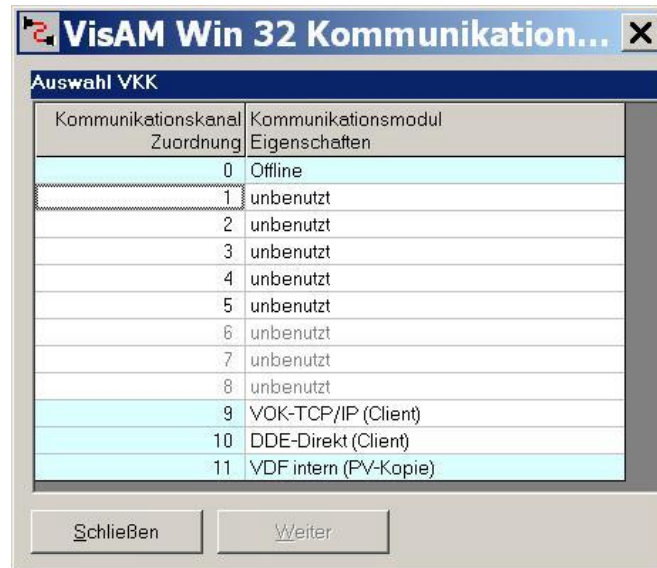 VisAM Win 32 Kommunikation...
Auswahl VKK
Kommunikationskanal Kommunikationsmodul
Zuordnung Eigenschaften
0 Offline
1 unbenutzt
2 unbenutzt
3 unbenutzt
4 unbenutzt
5 unbenutzt
6 unbenutzt
7 unbenutzt
8 unbenutzt
9 VOK-TCP/IP (Client)
10 DDE-Direkt (Client)
11 VDF intern (PV-Kopie)
Schließen Weiter